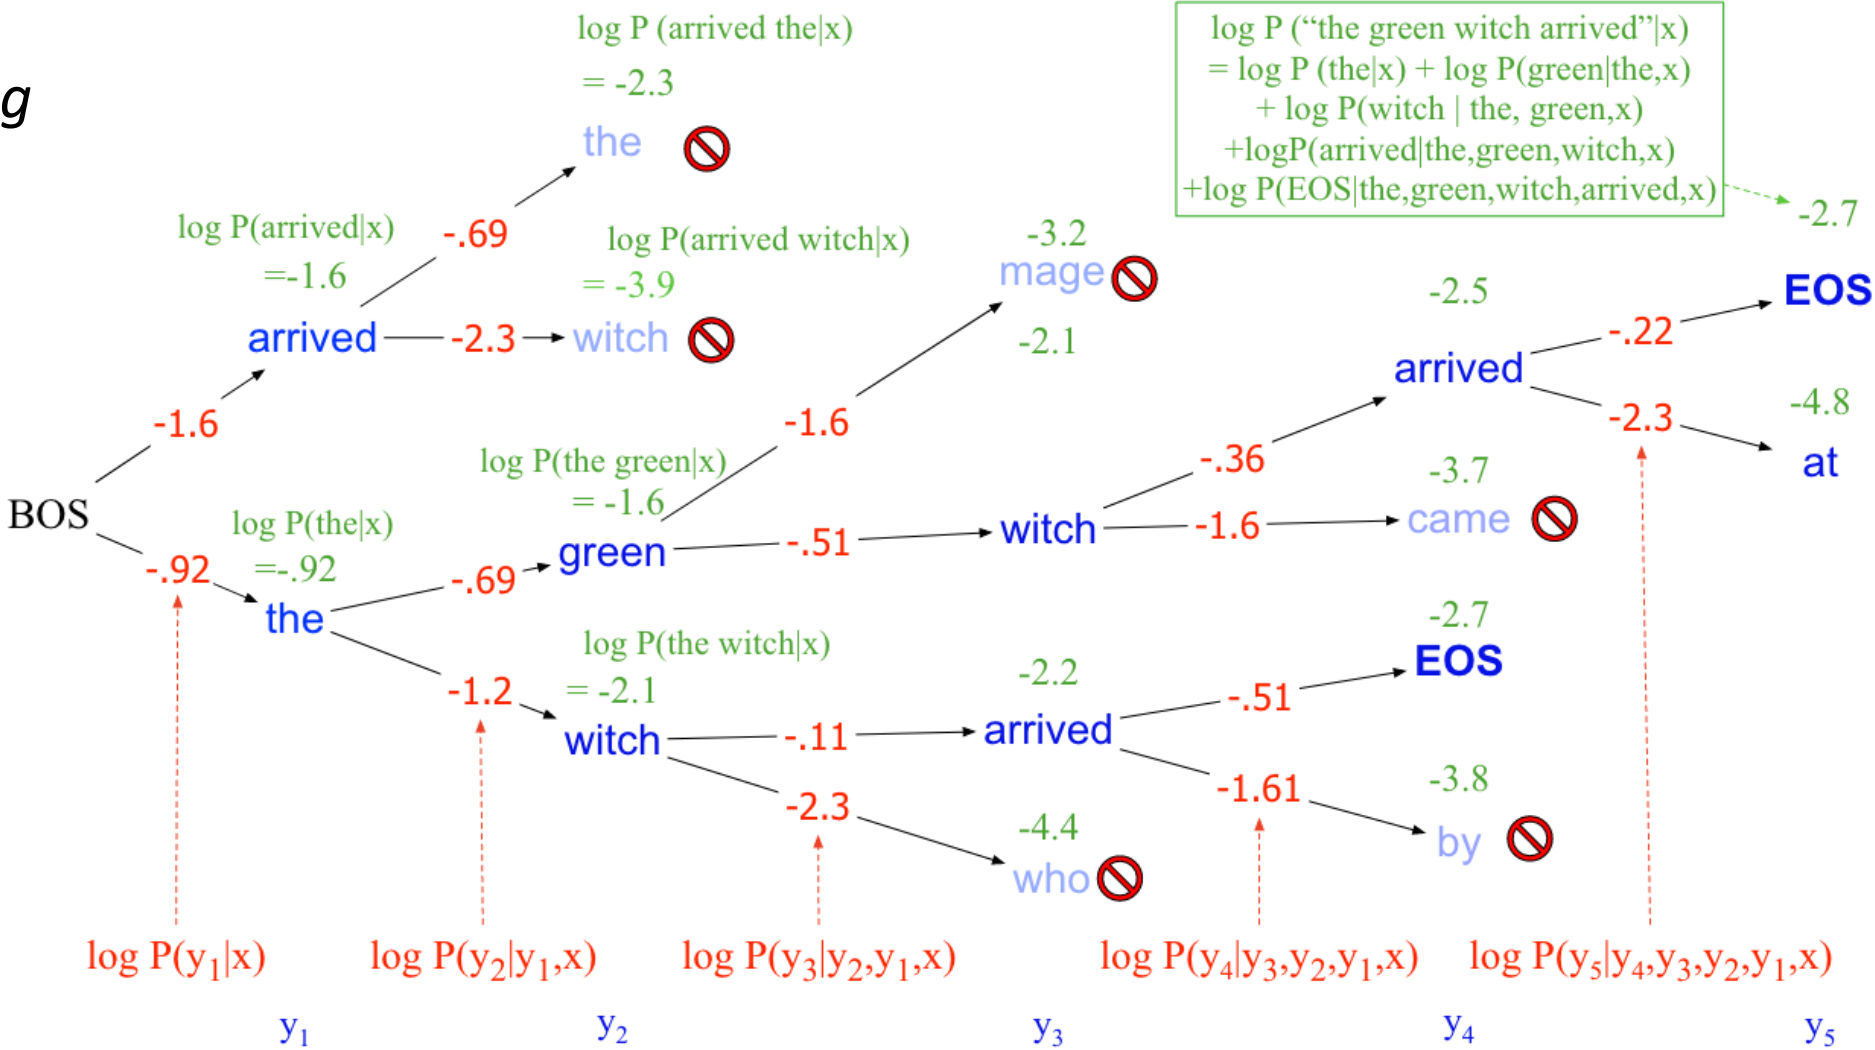 log P (arrived the|x)
= -2.3
the
g
log P (“the green witch arrived”|x)
= log P (the|x) + log P(green|the,x)
+ log P(witch | the, green,x)
+logP(arrived|the,green,witch,x)
+log P(EOS|the,green,witch,arrived,x)
-2.7
log P(arrived|x)
=-1.6
-.69
log P(arrived witch|x)
= -3.9
-3.2
mage
-2.1
-2.5
EOS
arrived
-2.3
witch
-.22
arrived
-1.6
-1.6
-2.3
-4.8
at
log P(the green|x)
= -1.6
-.36
-3.7
BOS
log P(the|x)
=-.92
-.92
green
-.51
witch
-1.6
came
-.69
the
log P(the witch|x)
= -2.1
-1.2
witch
-2.2
-.11
arrived
-.51
-2.7
EOS
-2.3
-4.4
who
-1.61
-3.8
by
log P(y1|x)
log P(y2|y1,x)
log P(y3|y2,y1,x)
log P(y4|y3,y2,y1,x)
log P(y5|y4,y3,y2,y1,x)
y1
y2
y3
y4
y5